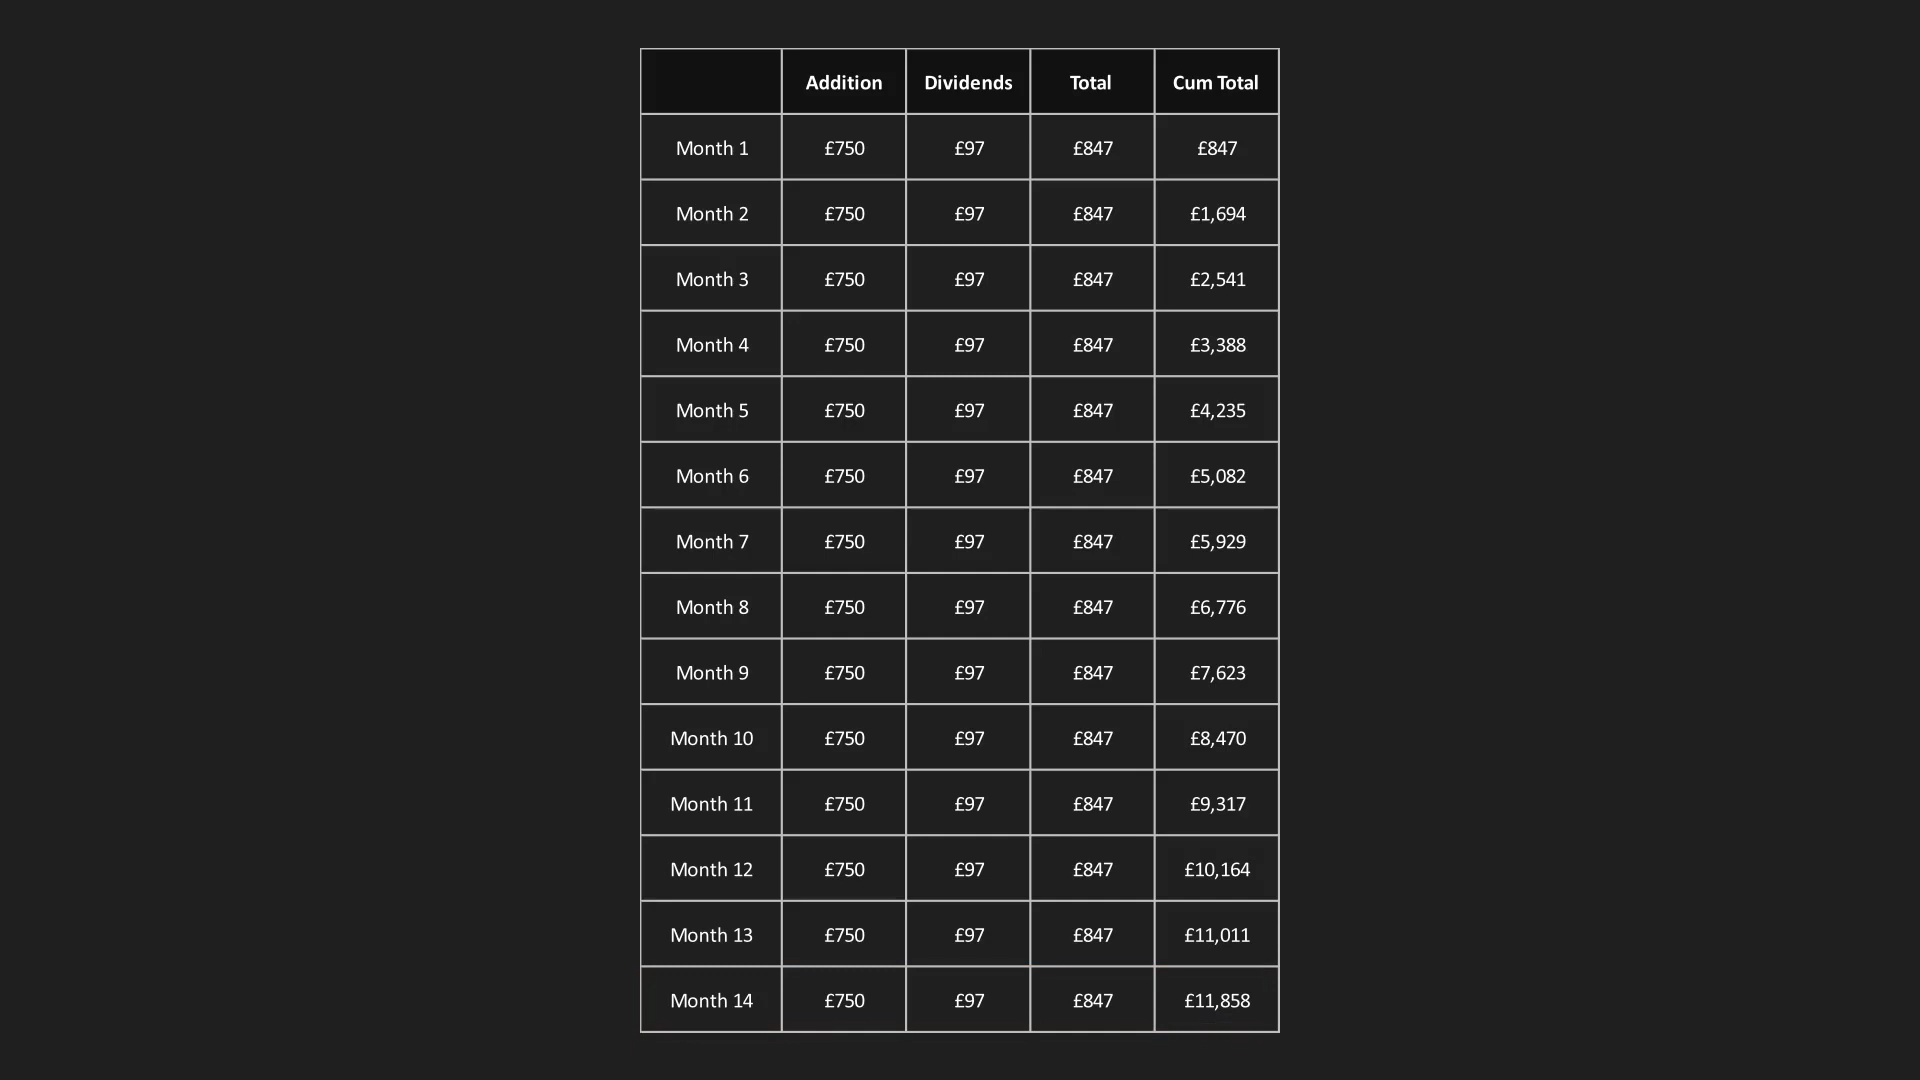 Addition Dividends Total Cum Total
Month 1 £750 £97 £847 £847
Month 2 £750 £97 £847 £1,694
Month 3 £750 £97 £847 £2,541
Month 4 £750 £97 £847 £3,388
Month 5 £750 £97 £847 £4,235
Month 6 £750 £97 £847 £5,082
Month 7 £750 £97 £847 £5,929
Month 8 £750 £97 £847 £6,776
Month 9 £750 £97 £847 £7,623
Month 10 £750 £97 £847 £8,470
Month 11 £750 £97 £847 £9,317
Month 12 £750 £97 £847 £10,164
Month 13 £750 £97 £847 £11,011
Month 14 £750 £97 £847 £11,858